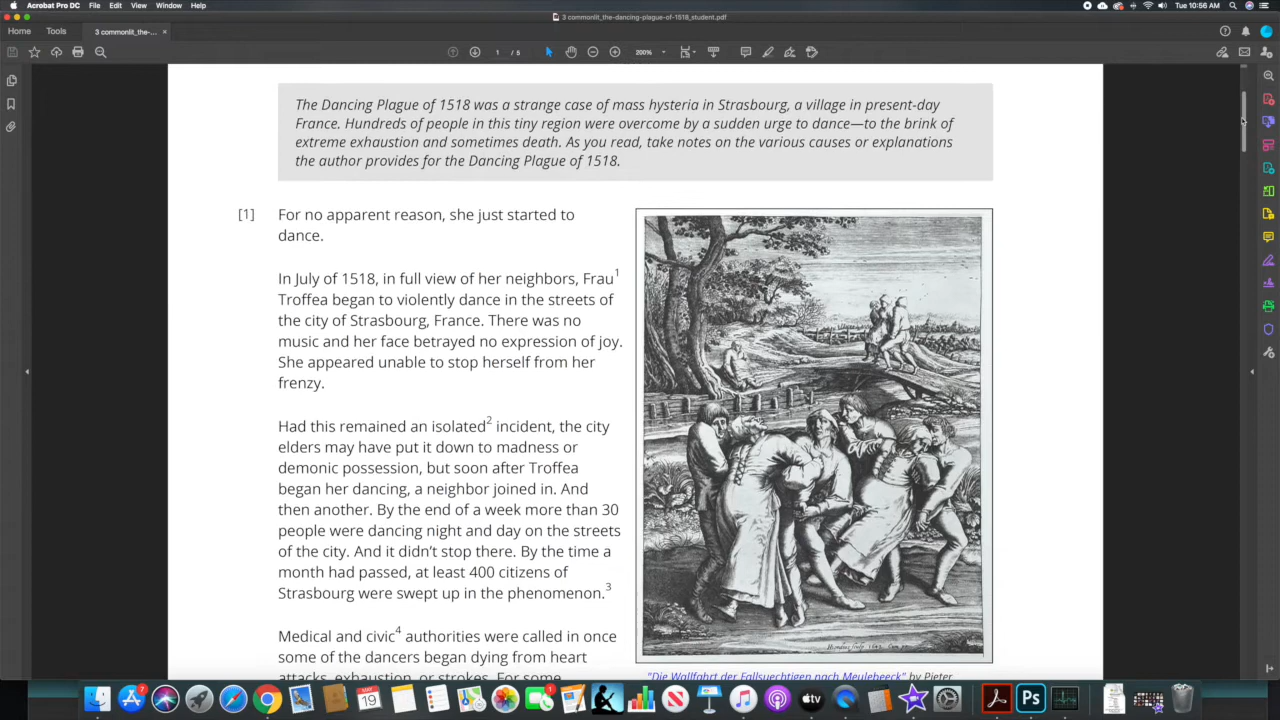 Acrobat Pro DC File Edit View Window Help
Tue 10:56 AM
3 commonlit_the-dancing-plague-of-1518_student.pdf
Home Tools 3 commonlit_the-... ×
1 / 5 200%
The Dancing Plague of 1518 was a strange case of mass hysteria in Strasbourg, a village in present-day
France. Hundreds of people in this tiny region were overcome by a sudden urge to dance—to the brink of
extreme exhaustion and sometimes death. As you read, take notes on the various causes or explanations
the author provides for the Dancing Plague of 1518.
[1] For no apparent reason, she just started to
dance.
In July of 1518, in full view of her neighbors, Frau1
Troffea began to violently dance in the streets of
the city of Strasbourg, France. There was no
music and her face betrayed no expression of joy.
She appeared unable to stop herself from her
frenzy.
Had this remained an isolated2 incident, the city
elders may have put it down to madness or
demonic possession, but soon after Troffea
began her dancing, a neighbor joined in. And
then another. By the end of a week more than 30
people were dancing night and day on the streets
of the city. And it didn't stop there. By the time a
month had passed, at least 400 citizens of
Strasbourg were swept up in the phenomenon.3
Medical and civic4 authorities were called in once
some of the dancers began dying from heart
attacks, exhaustion, or strokes. For some
"Die Wallfahrt der Fallsuechtigen nach Meulebeeck" by Pieter
7
MAY
19
1
tv
Ps